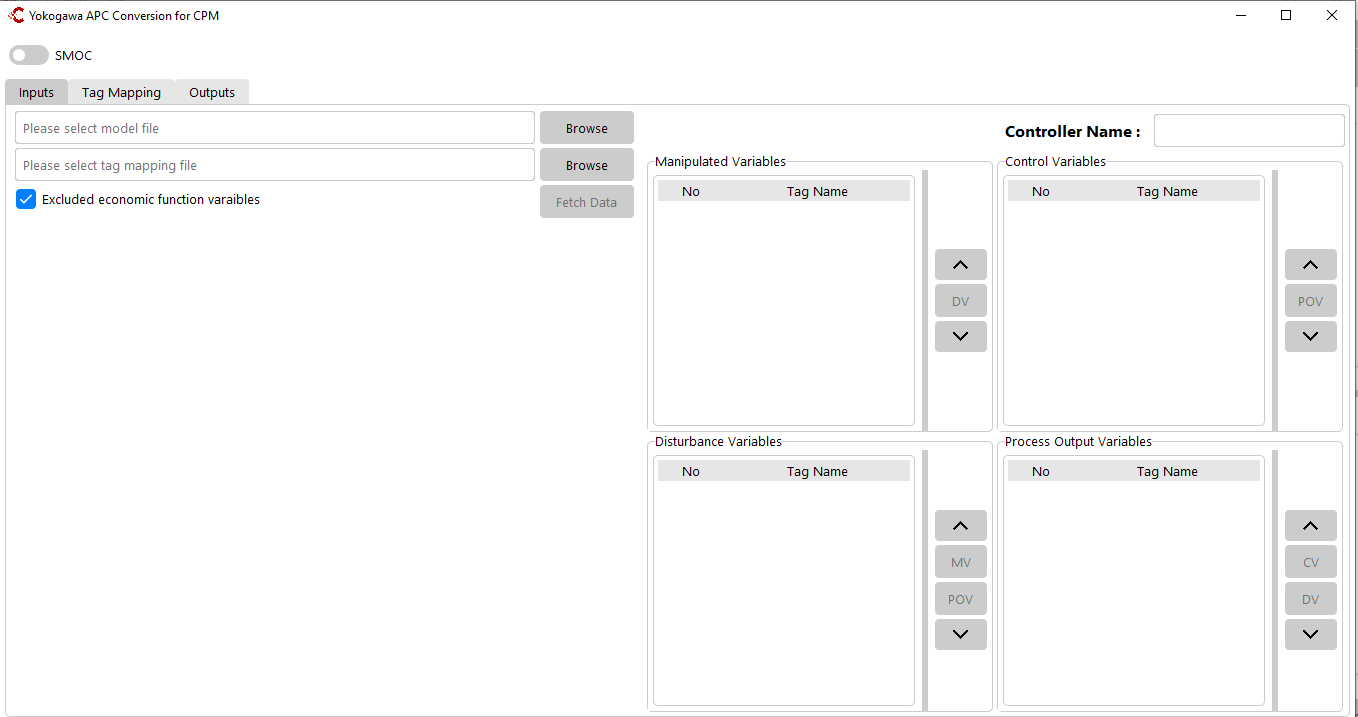 Yokogawa APC Conversion for CPM
SMOC
Inputs Tag Mapping Outputs
Please select model file Browse
Please select tag mapping file Browse
Excluded economic function varaibles Fetch Data
Controller Name :
Manipulated Variables
No Tag Name
DV
Control Variables
No Tag Name
POV
Disturbance Variables
No Tag Name
MV
POV
Process Output Variables
No Tag Name
CV
DV